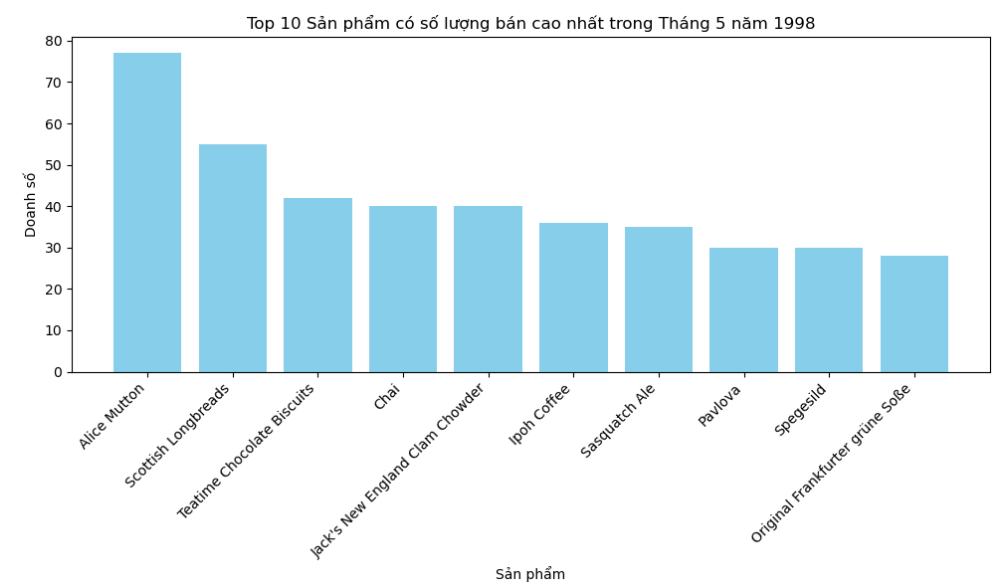 Top 10 Sản phẩm có số lượng bán cao nhất trong Tháng 5 năm 1998
Doanh số
80
70
60
50
40
30
20
10
0
Alice Mutton
Scottish Longbreads
Teatime Chocolate Biscuits
Chai
Jack's New England Clam Chowder
Ipoh Coffee
Sasquatch Ale
Pavlova
Spegesild
Original Frankfurter grüne Soße
Sản phẩm